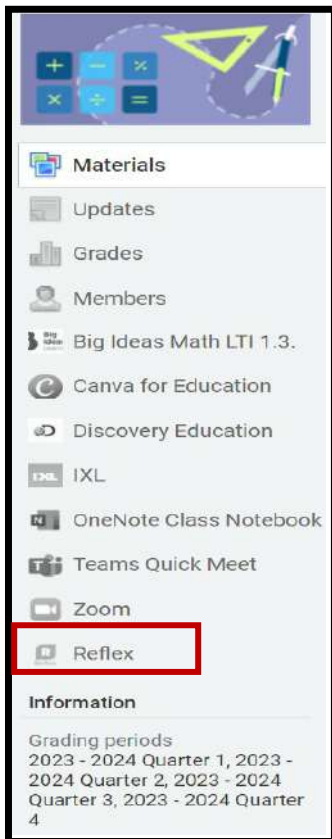 + − %
× ÷ =
Materials
Updates
Grades
Members
Big Ideas Math LTI 1.3.
Canva for Education
Discovery Education
IXL IXL
OneNote Class Notebook
Teams Quick Meet
Zoom
R Reflex
Information
Grading periods
2023 - 2024 Quarter 1, 2023 -
2024 Quarter 2, 2023 - 2024
Quarter 3, 2023 - 2024 Quarter
4